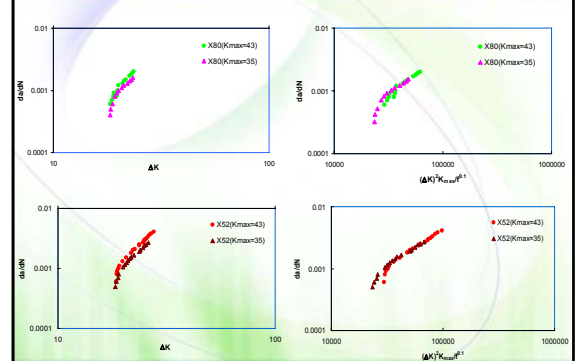 0.01
X80(Kmax=43)
X80(Kmax=35)
da/dN
0.001
0.0001
10
ΔK
100
0.01
X80(Kmax=43)
X80(Kmax=35)
da/dN
0.001
0.0001
10000
100000
1000000
(ΔK)²Kmax/f^0.1
0.01
X52(Kmax=43)
X52(Kmax=35)
da/dN
0.001
0.0001
10
ΔK
100
0.01
X52(Kmax=43)
X52(Kmax=35)
da/dN
0.001
0.0001
10000
100000
1000000
(ΔK)²Kmax/f^0.1